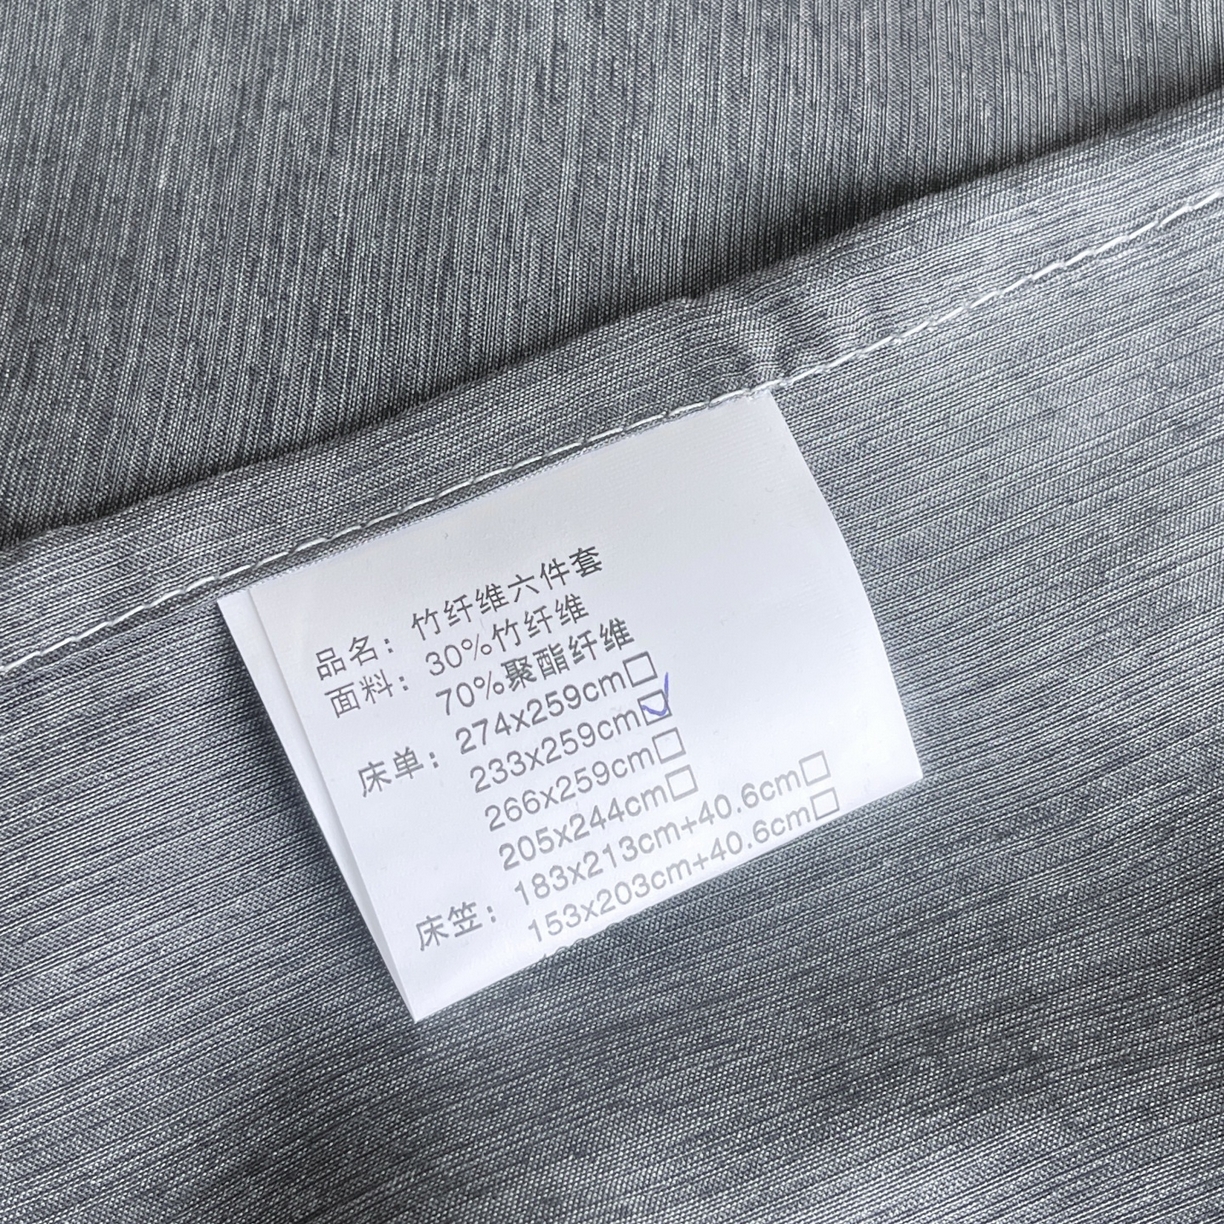 品名：竹纤维六件套
面料：30%竹纤维
70%聚酯纤维
床单：274x259cm□
233x259cm☑
266x259cm□
205x244cm□
床笠：183x213cm+40.6cm□
153x203cm+40.6cm□